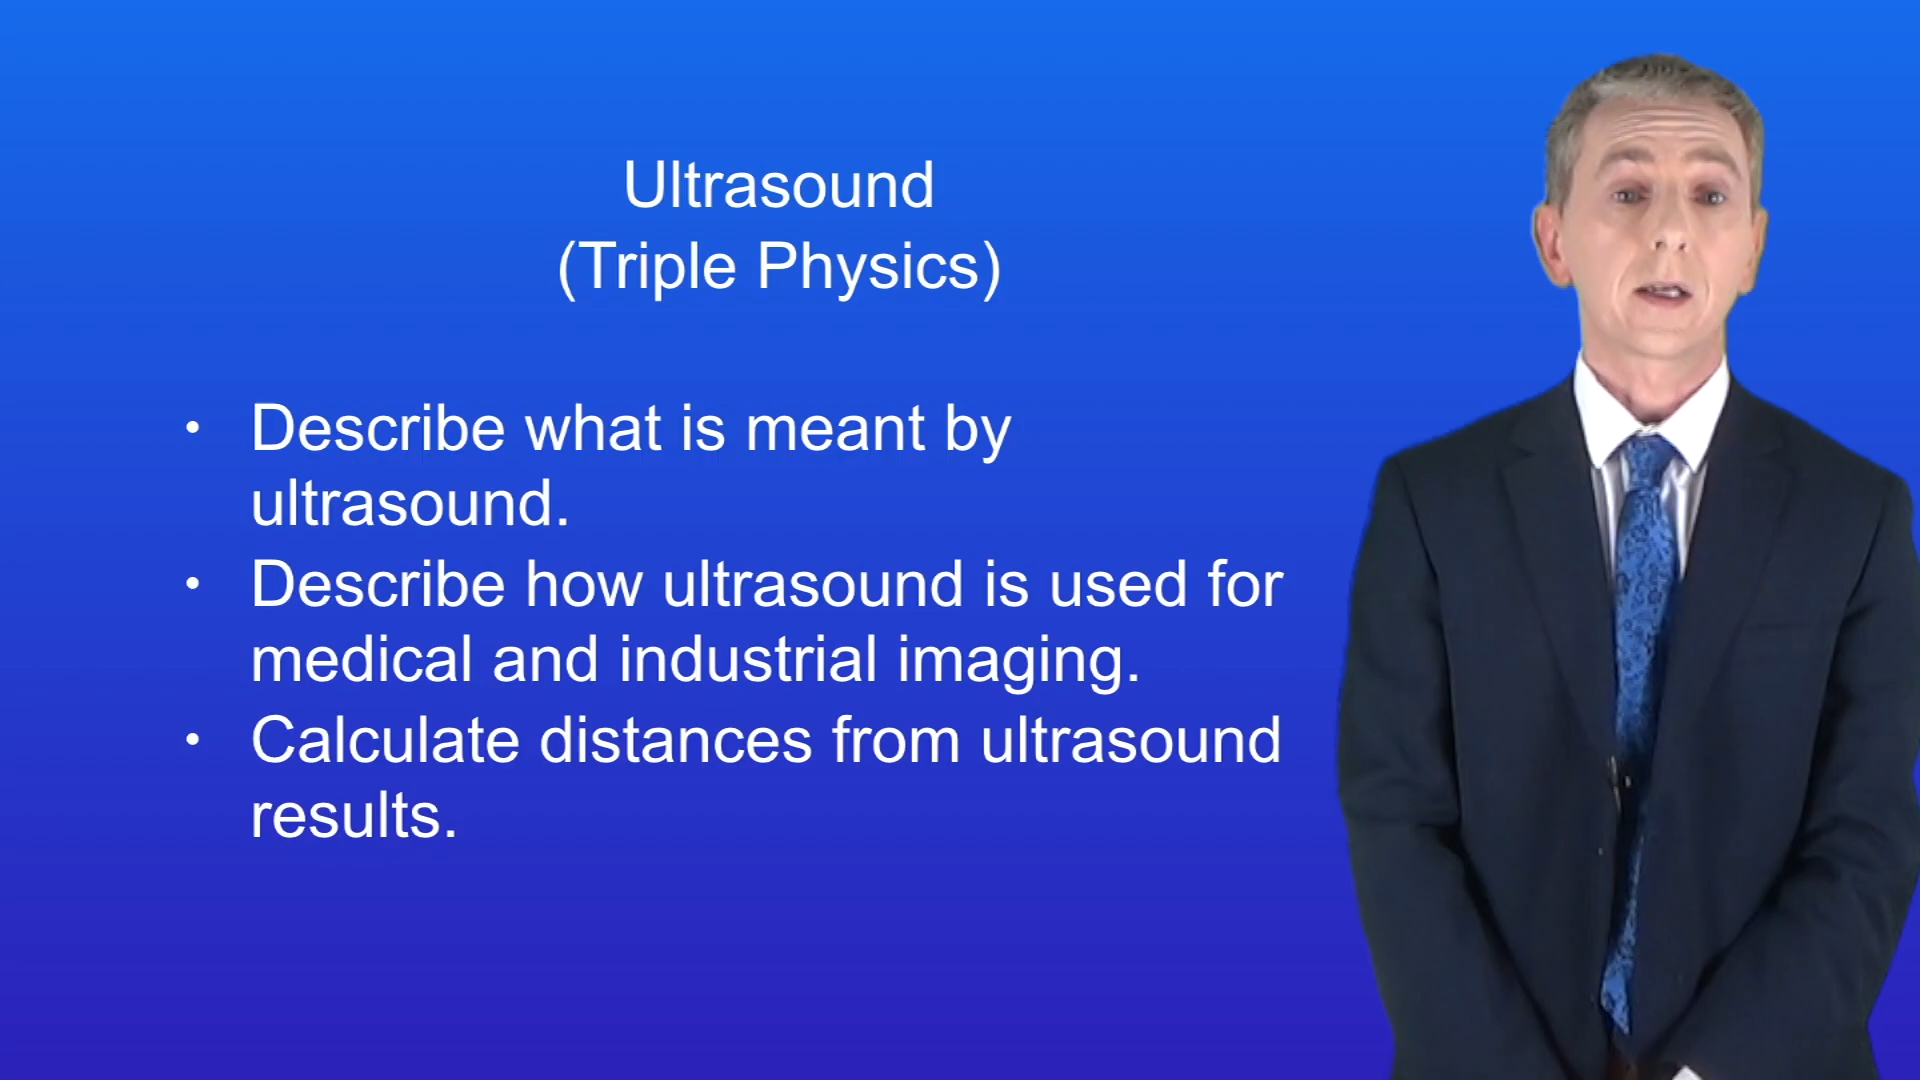 Ultrasound
(Triple Physics)
• Describe what is meant by
ultrasound.
• Describe how ultrasound is used for
medical and industrial imaging.
• Calculate distances from ultrasound
results.